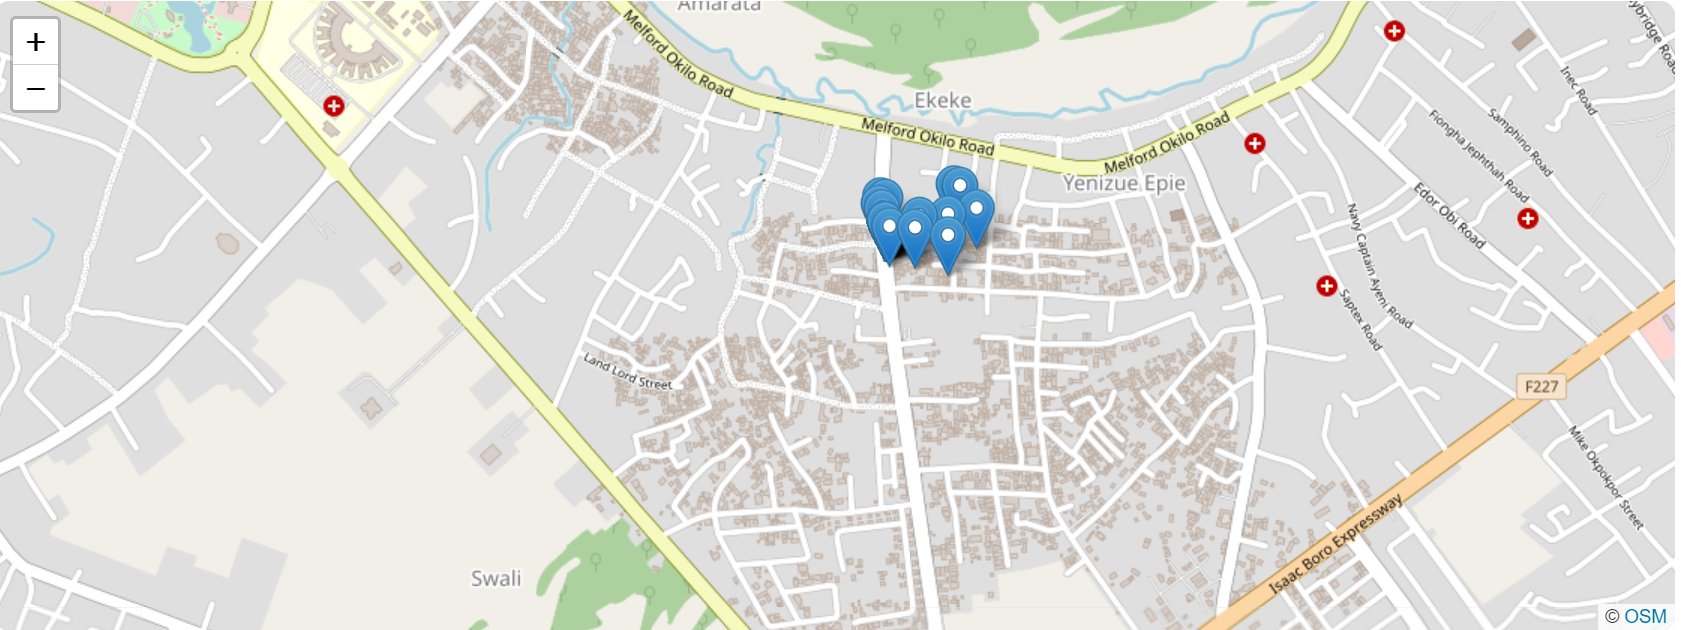 Amarata
+
−
Melford Okilo Road
Ekeke
Melford Okilo Road
Melford Okilo Road
Yenizue Epie
Inec Road
Samphino Road
Fiongha Jephthah Road
Edor Obi Road
Navy Captain Ayeni Road
Saptex Road
Land Lord Street
F227
Mike Okpokpor Street
Isaac Boro Expressway
Swali
© OSM